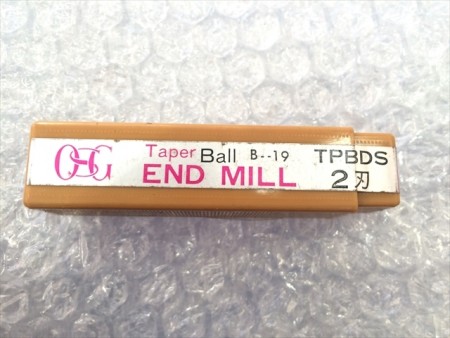 OSG Taper Ball B--19 TPBDS
END MILL 2刃